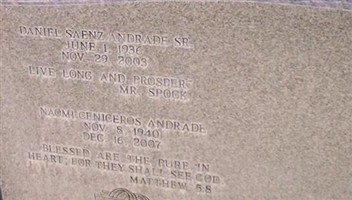 DANIEL SAENZ ANDRADE SR.
JUNE 1, 1936
NOV. 29, 2003
"LIVE LONG AND PROSPER"
MR. SPOCK
NAOMI CENICEROS ANDRADE
NOV. 8, 1940
DEC. 16, 2007
BLESSED ARE THE PURE IN
HEART, FOR THEY SHALL SEE GOD.
MATTHEW 5:8